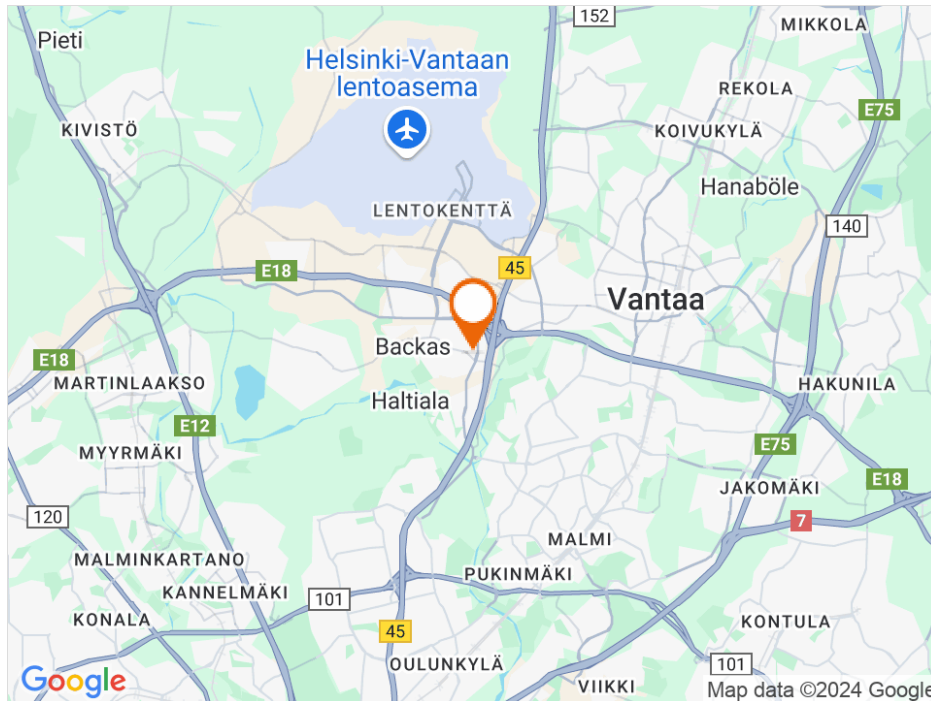 152
MIKKOLA
Pieti
Helsinki-Vantaan
lentoasema
REKOLA
E75
KIVISTÖ
KOIVUKYLÄ
Hanaböle
LENTOKENTTÄ
140
E18
45
Vantaa
Backas
E18
MARTINLAAKSO
HAKUNILA
Haltiala
E12
MYYRMÄKI
E75
E18
JAKOMÄKI
120
7
MALMI
MALMINKARTANO
PUKINMÄKI
KANNELMÄKI
101
KONALA
KONTULA
45
OULUNKYLÄ
101
VIIKKI
Google
Map data ©2024 Google